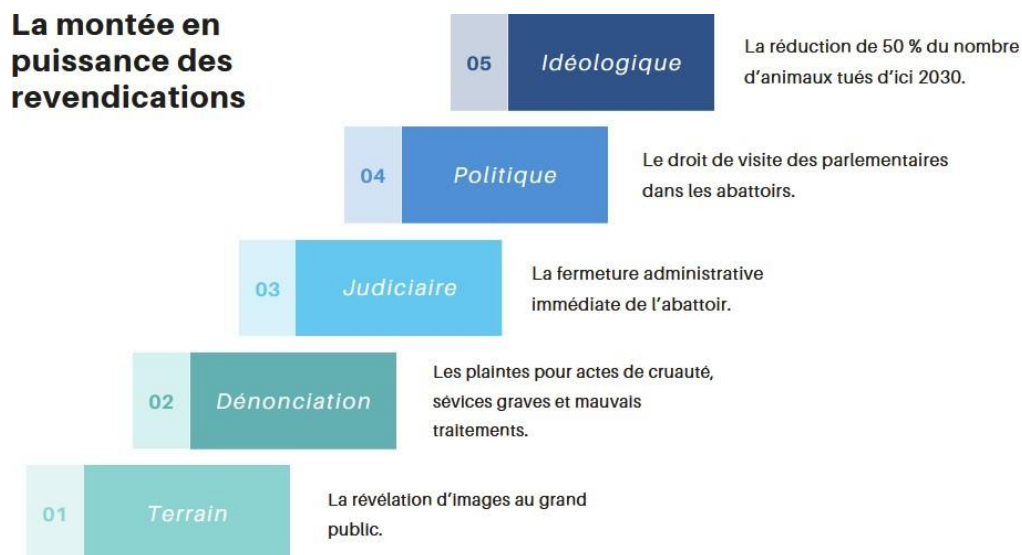 La montée en
puissance des
revendications
05
Idéologique
La réduction de 50 % du nombre
d'animaux tués d'ici 2030.
04
Politique
Le droit de visite des parlementaires
dans les abattoirs.
03
Judiciaire
La fermeture administrative
immédiate de l'abattoir.
02
Dénonciation
Les plaintes pour actes de cruauté,
sévices graves et mauvais
traitements.
01
Terrain
La révélation d'images au grand
public.